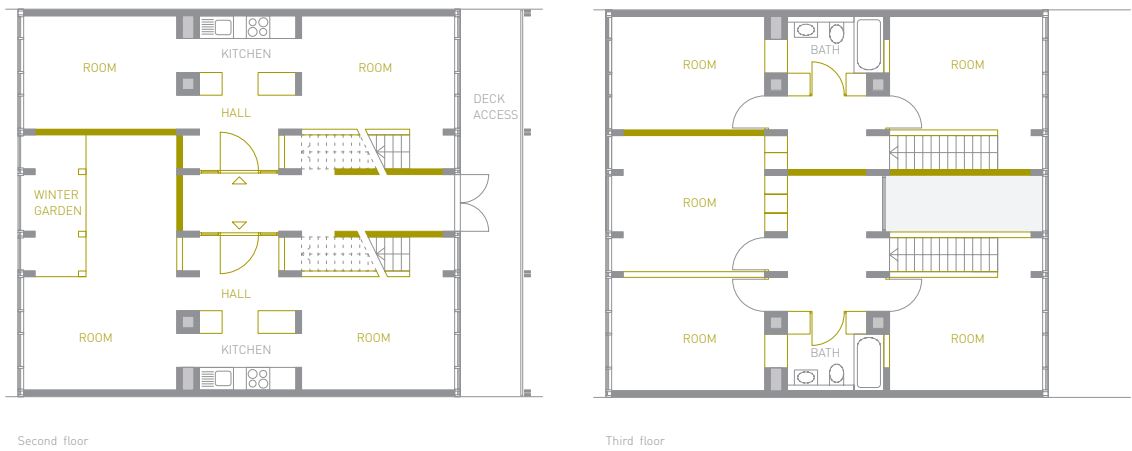 KITCHEN
ROOM
ROOM
HALL
DECK
ACCESS
WINTER
GARDEN
HALL
ROOM
ROOM
KITCHEN
Second floor
BATH
ROOM
ROOM
ROOM
ROOM
ROOM
BATH
Third floor